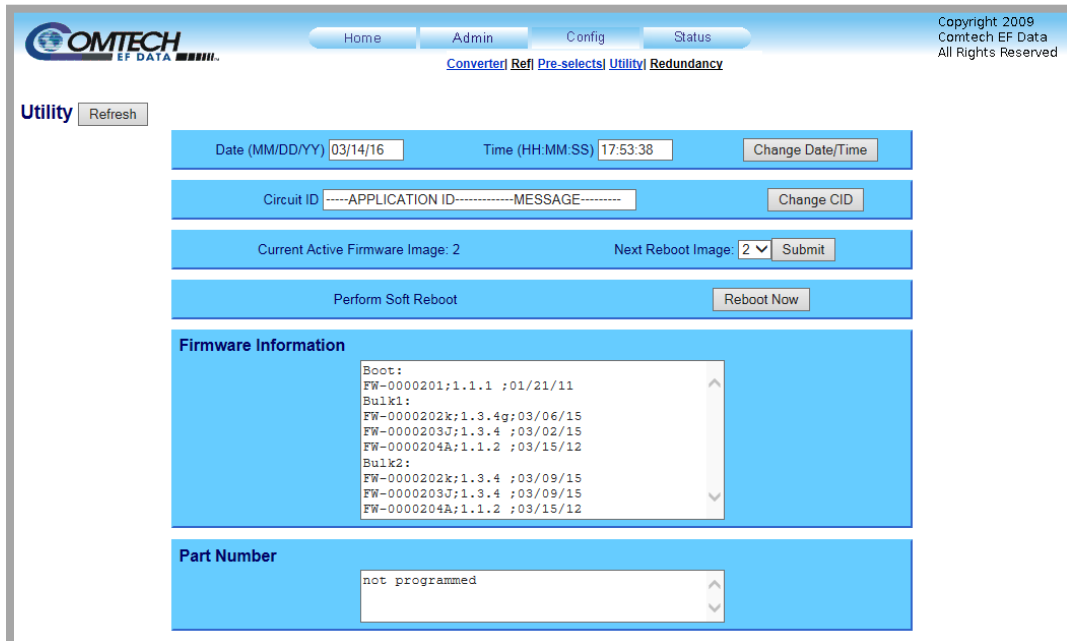 COMTECH
EF DATA
Home Admin Config Status
Converter| Ref| Pre-selects| Utility| Redundancy
Copyright 2009
Comtech EF Data
All Rights Reserved
Utility Refresh
Date (MM/DD/YY) 03/14/16 Time (HH:MM:SS) 17:53:38 Change Date/Time
Circuit ID -----APPLICATION ID-------------MESSAGE--------- Change CID
Current Active Firmware Image: 2 Next Reboot Image: 2 Submit
Perform Soft Reboot Reboot Now
Firmware Information
Boot:
FW-0000201;1.1.1 ;01/21/11
Bulk1:
FW-0000202k;1.3.4g;03/06/15
FW-0000203J;1.3.4 ;03/02/15
FW-0000204A;1.1.2 ;03/15/12
Bulk2:
FW-0000202k;1.3.4 ;03/09/15
FW-0000203J;1.3.4 ;03/09/15
FW-0000204A;1.1.2 ;03/15/12
Part Number
not programmed